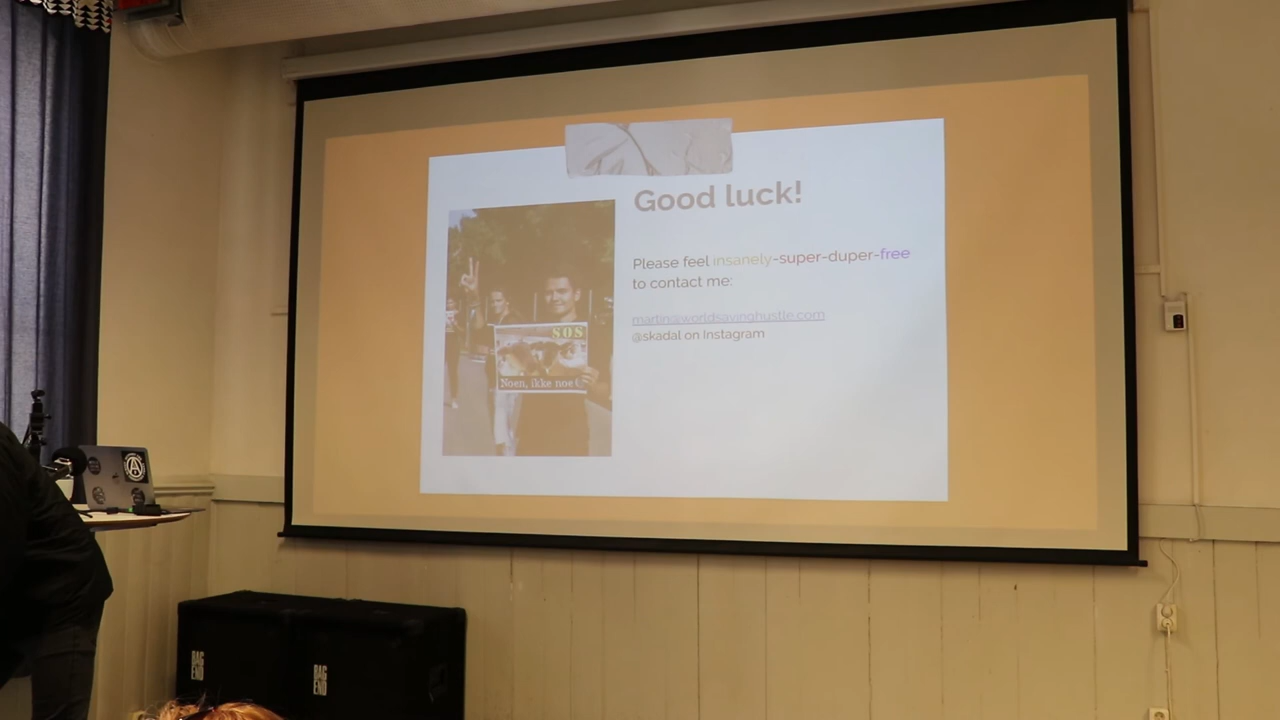 Good luck!
Please feel insanely-super-duper-free
to contact me:
martin@worldsavinghustle.com
@skadal on Instagram
SOS
Noen, ikke noe!
BAG
END
BAG
END